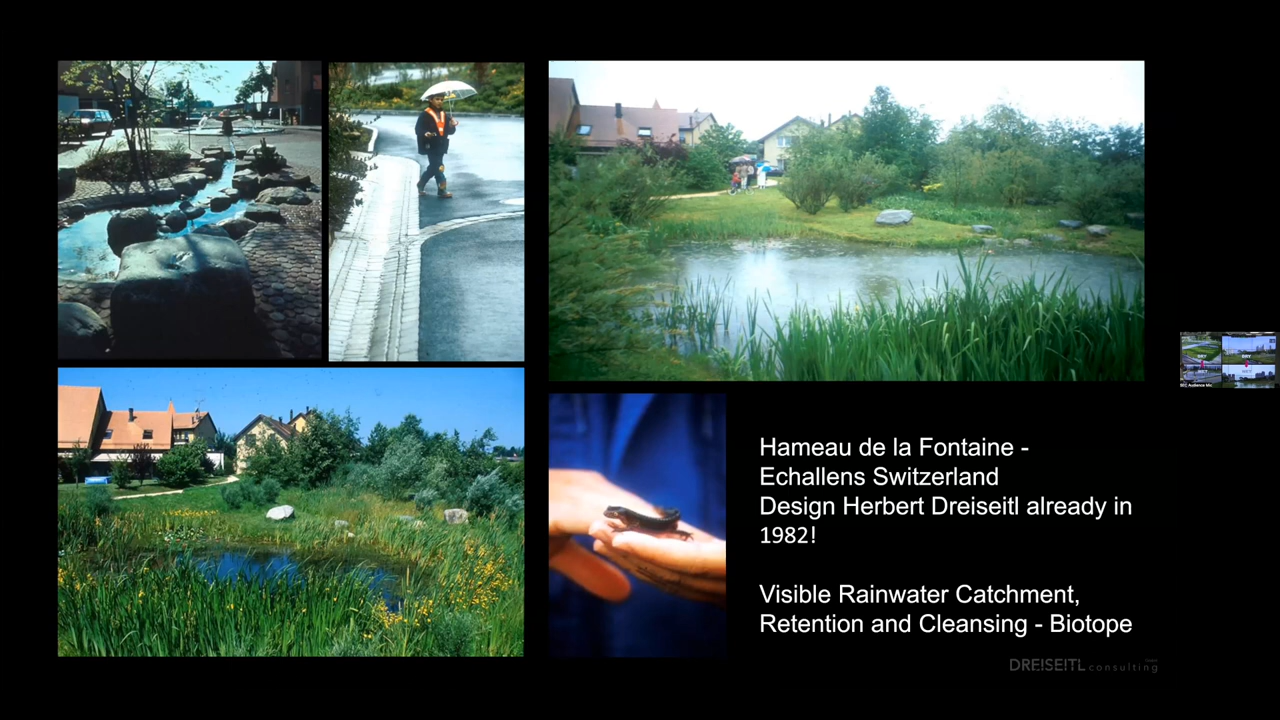 Hameau de la Fontaine -
Echallens Switzerland
Design Herbert Dreiseitl already in
1982!
Visible Rainwater Catchment,
Retention and Cleansing - Biotope
DREISEITL consulting